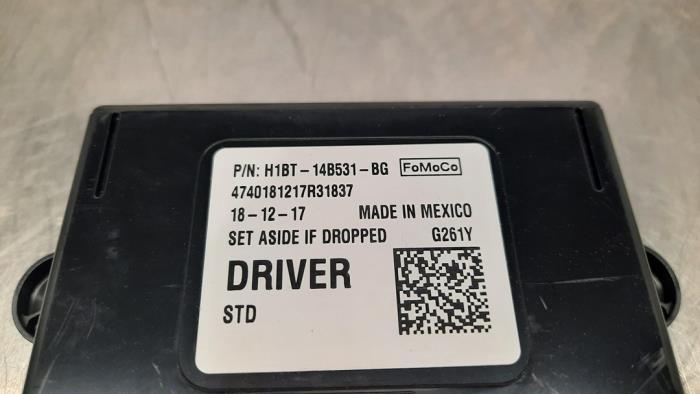 P/N: H1BT-14B531-BG FoMoCo
4740181217R31837
18-12-17 MADE IN MEXICO
SET ASIDE IF DROPPED G261Y
DRIVER
STD